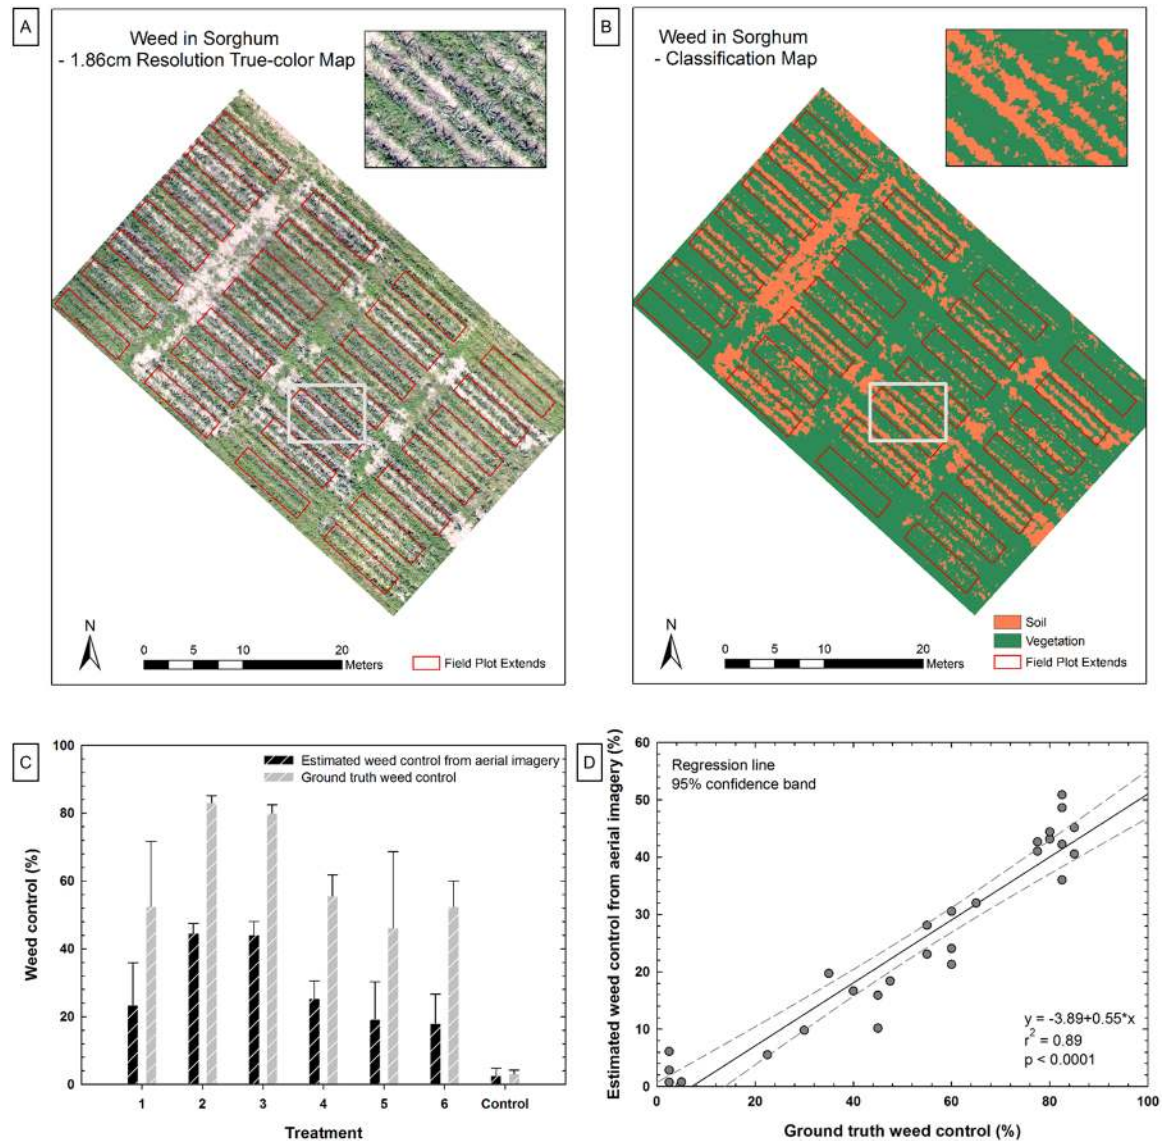 A
Weed in Sorghum
- 1.86cm Resolution True-color Map
N
0 5 10 20
Meters
Field Plot Extends
B
Weed in Sorghum
- Classification Map
Soil
Vegetation
N
0 5 10 20
Meters
Field Plot Extends
C
Weed control (%)
100
80
60
40
20
0
Estimated weed control from aerial imagery
Ground truth weed control
1 2 3 4 5 6 Control
Treatment
D
Estimated weed control from aerial imagery (%)
60
50
40
30
20
10
0
Regression line
95% confidence band
y = -3.89+0.55*x
r² = 0.89
p < 0.0001
0 20 40 60 80 100
Ground truth weed control (%)